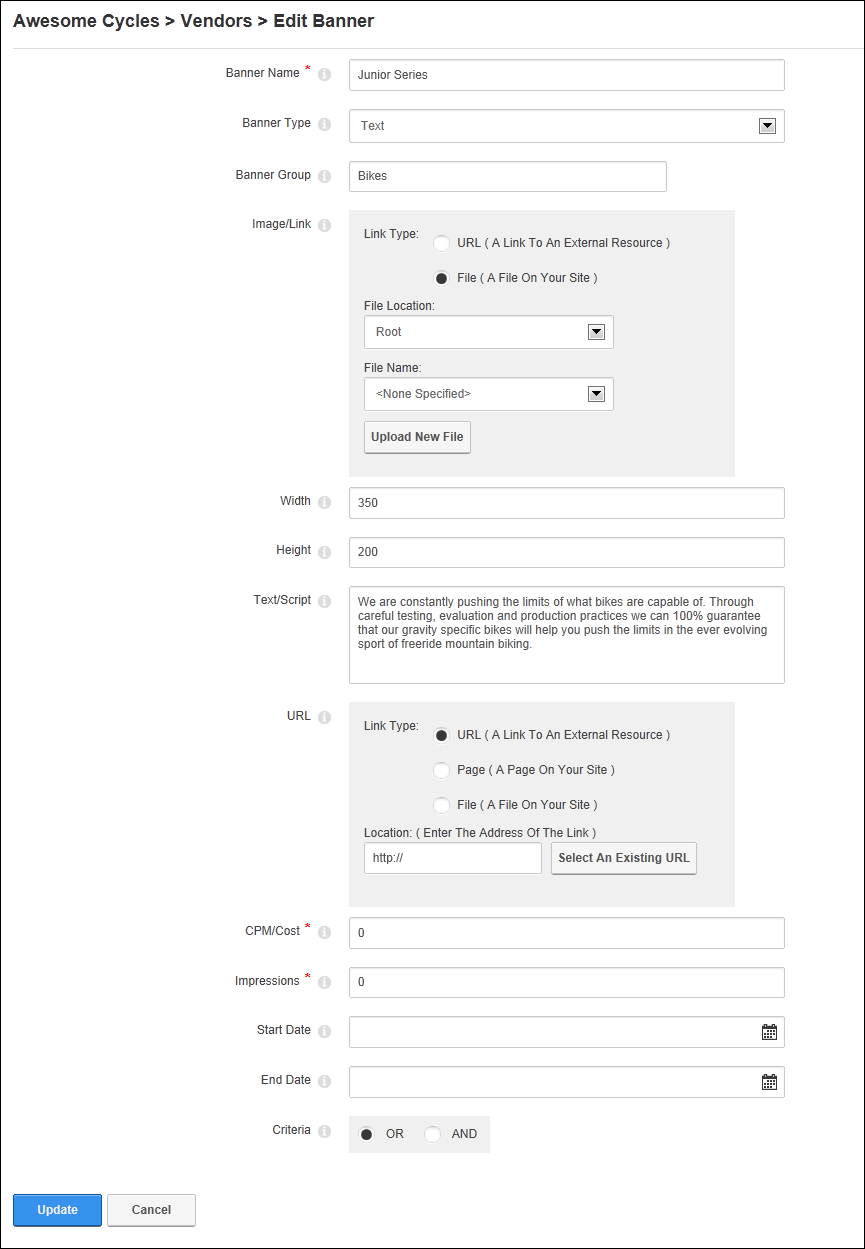 Awesome Cycles > Vendors > Edit Banner
Banner Name * Junior Series
Banner Type Text
Banner Group Bikes
Image/Link
Link Type:
URL ( A Link To An External Resource )
File ( A File On Your Site )
File Location:
Root
File Name:
<None Specified>
Upload New File
Width 350
Height 200
Text/Script
We are constantly pushing the limits of what bikes are capable of. Through
careful testing, evaluation and production practices we can 100% guarantee
that our gravity specific bikes will help you push the limits in the ever evolving
sport of freeride mountain biking.
URL
Link Type:
URL ( A Link To An External Resource )
Page ( A Page On Your Site )
File ( A File On Your Site )
Location: ( Enter The Address Of The Link )
http:// Select An Existing URL
CPM/Cost * 0
Impressions * 0
Start Date
End Date
Criteria OR AND
Update Cancel